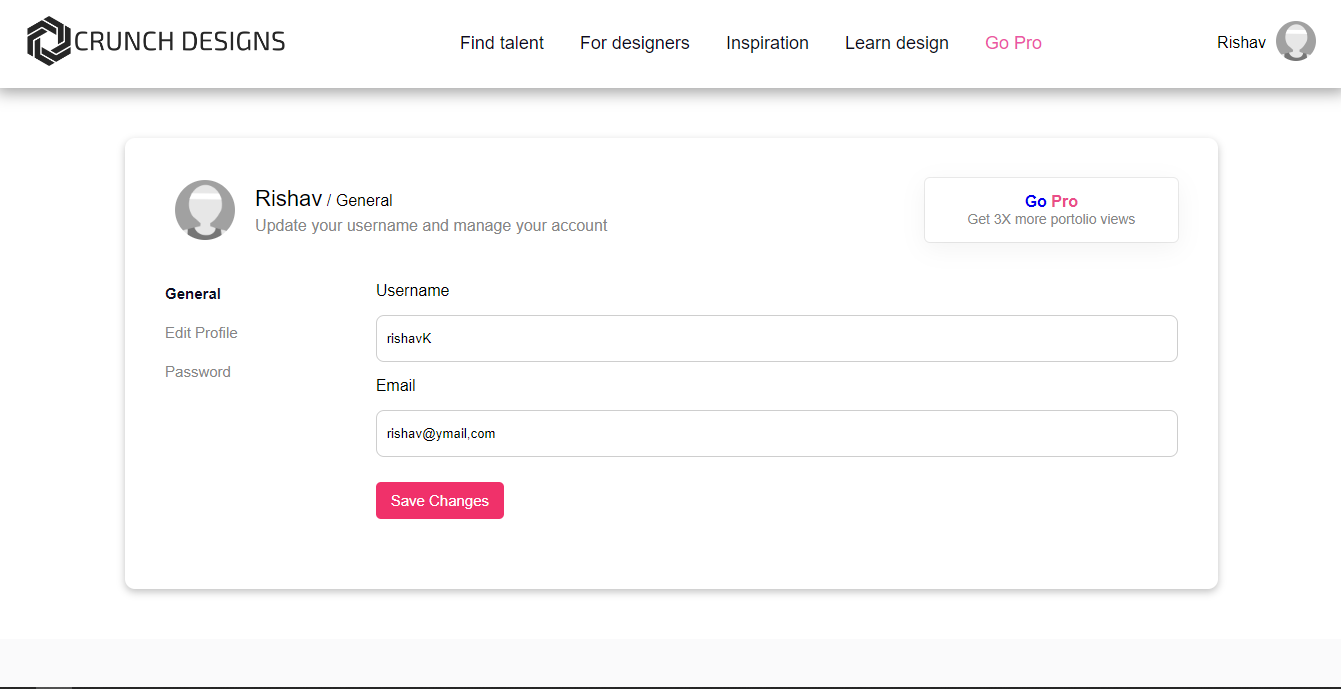 CRUNCH DESIGNS
Find talent For designers Inspiration Learn design Go Pro
Rishav
Rishav / General
Update your username and manage your account
Go Pro
Get 3X more portolio views
General
Edit Profile
Password
Username
rishavK
Email
rishav@ymail.com
Save Changes